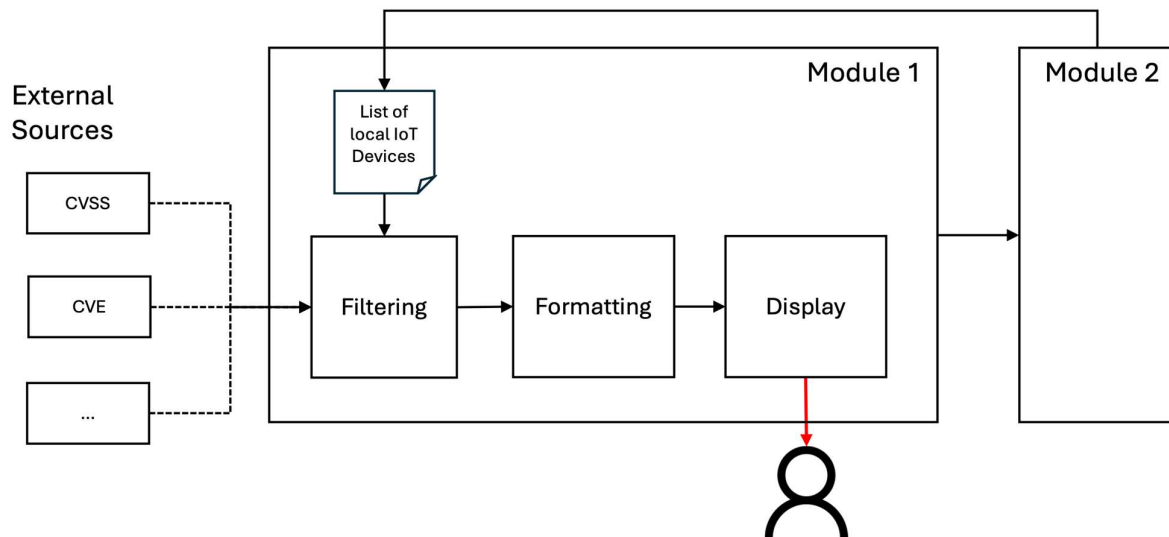 Module 1
Module 2
External
Sources
List of
local IoT
Devices
CVSS
CVE
...
Filtering
Formatting
Display